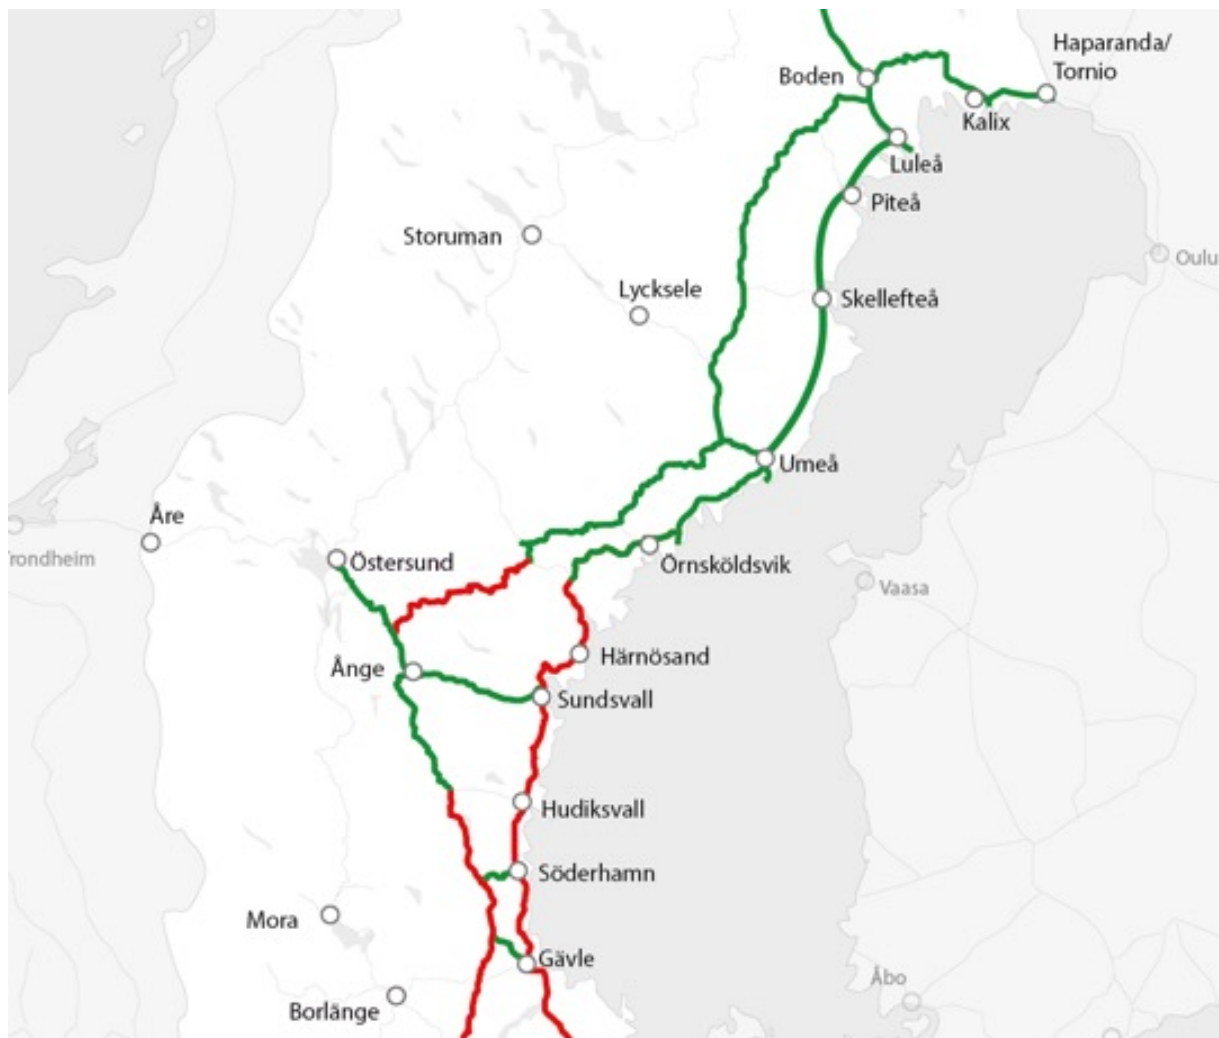 Haparanda/
Tornio
Boden
Kalix
Luleå
Piteå
Storuman
Oulu
Lycksele
Skellefteå
Umeå
Åre
rondheim
Östersund
Örnsköldsvik
Vaasa
Härnösand
Ånge
Sundsvall
Hudiksvall
Söderhamn
Mora
Gävle
Åbo
Borlänge